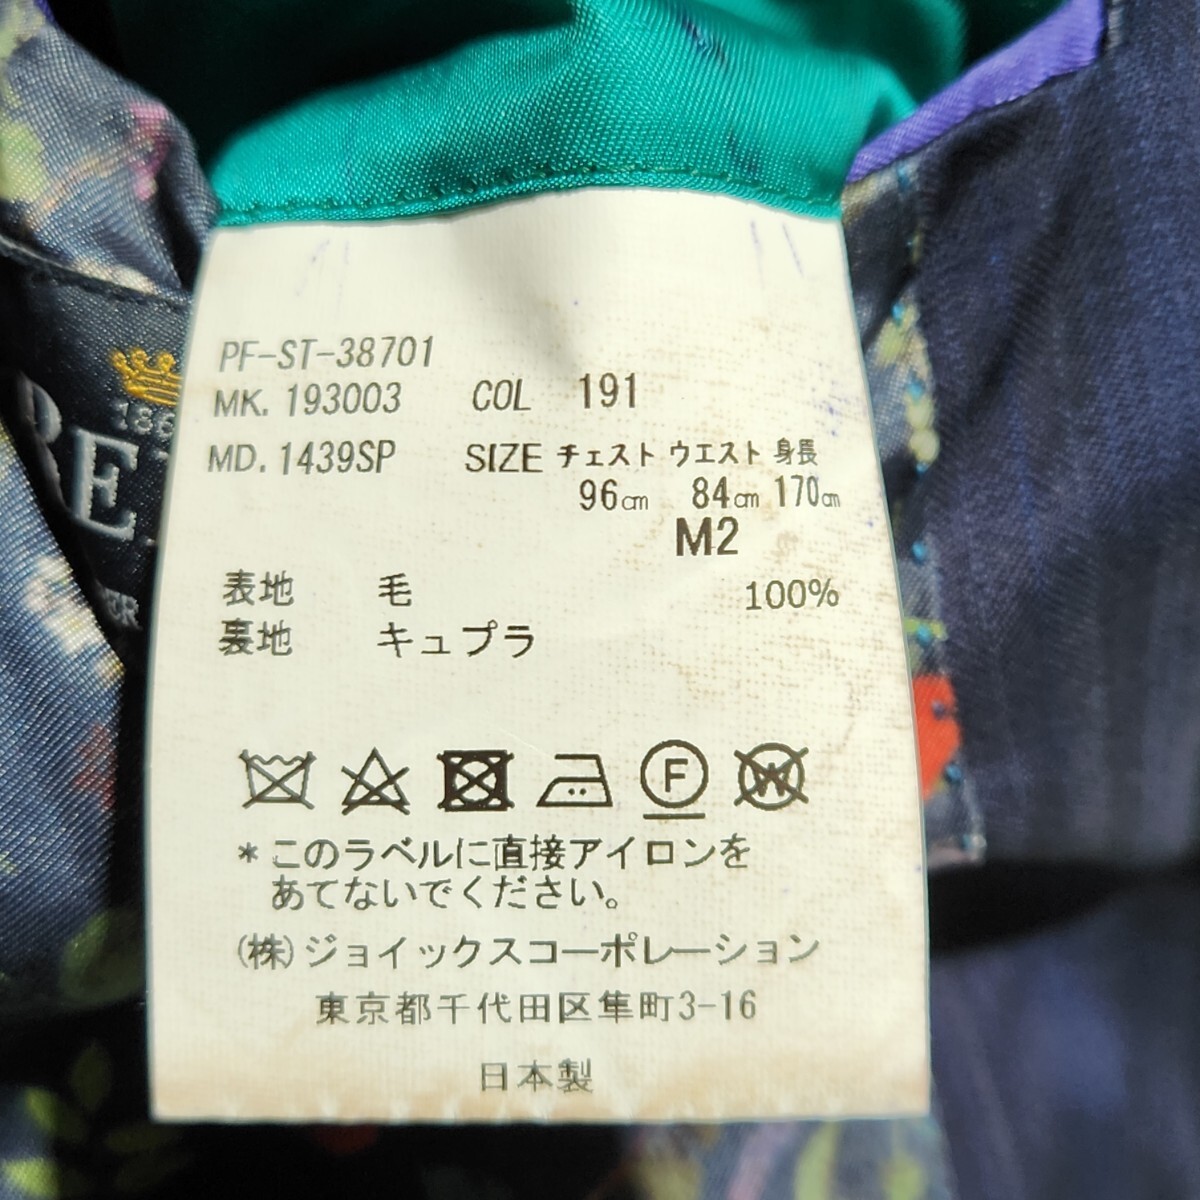 PF-ST-38701
MK. 193003 COL 191
MD. 1439SP SIZE チェスト ウエスト 身長
96cm 84cm 170cm
M2
表地 毛 100%
裏地 キュプラ
F
W
* このラベルに直接アイロンを
あてないでください。
(株)ジョイックスコーポレーション
東京都千代田区隼町3-16
日本製